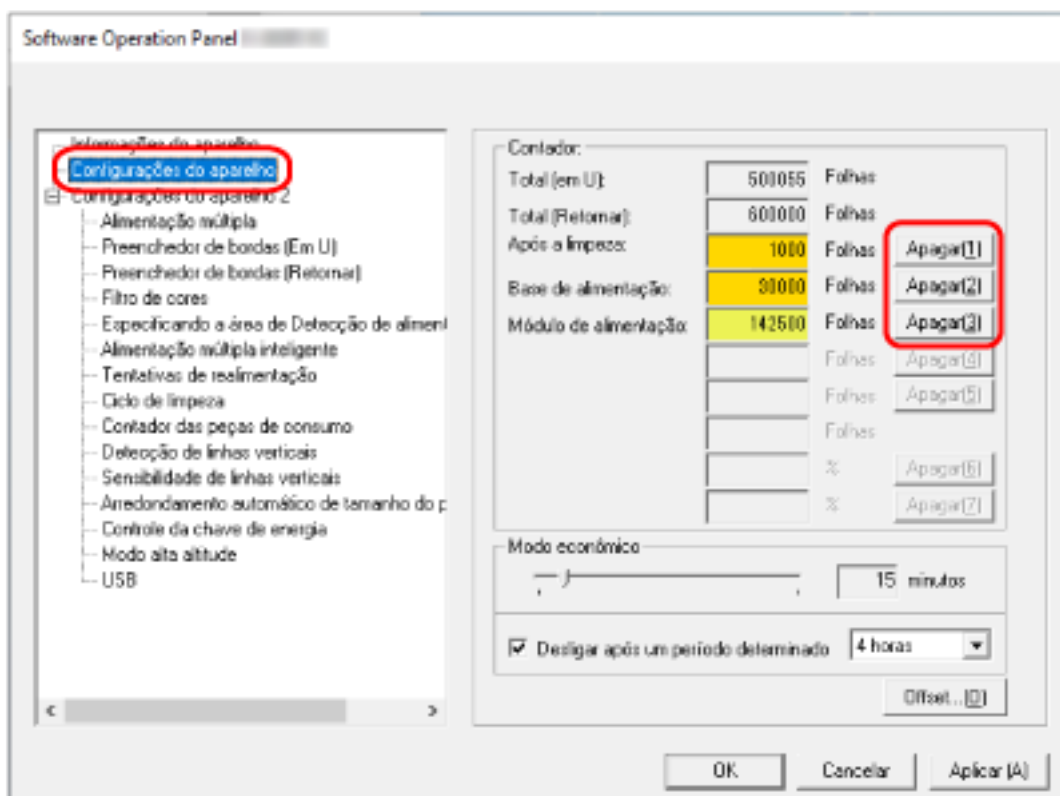 Software Operation Panel
Informações do aparelho
Configurações do aparelho
Configurações do aparelho 2
Alimentação múltipla
Preenchedor de bordas (Em U)
Preenchedor de bordas (Retornar)
Filtro de cores
Especificando a área de Detecção de aliment
Alimentação múltipla inteligente
Tentativas de realimentação
Ciclo de limpeza
Contador das peças de consumo
Detecção de linhas verticais
Sensibilidade de linhas verticais
Arredondamento automático de tamanho do p
Controle da chave de energia
Modo alta altitude
USB
Contador:
Total (em U): 500055 Folhas
Total (Retornar): 600000 Folhas
Após a limpeza: 1000 Folhas Apagar(1)
Base de alimentação: 30000 Folhas Apagar(2)
Módulo de alimentação: 142500 Folhas Apagar(3)
Folhas Apagar(4)
Folhas Apagar(5)
Folhas
% Apagar(6)
% Apagar(7)
Modo econômico
15 minutos
Desligar após um período determinado 4 horas
Offset...(O)
OK Cancelar Aplicar (A)